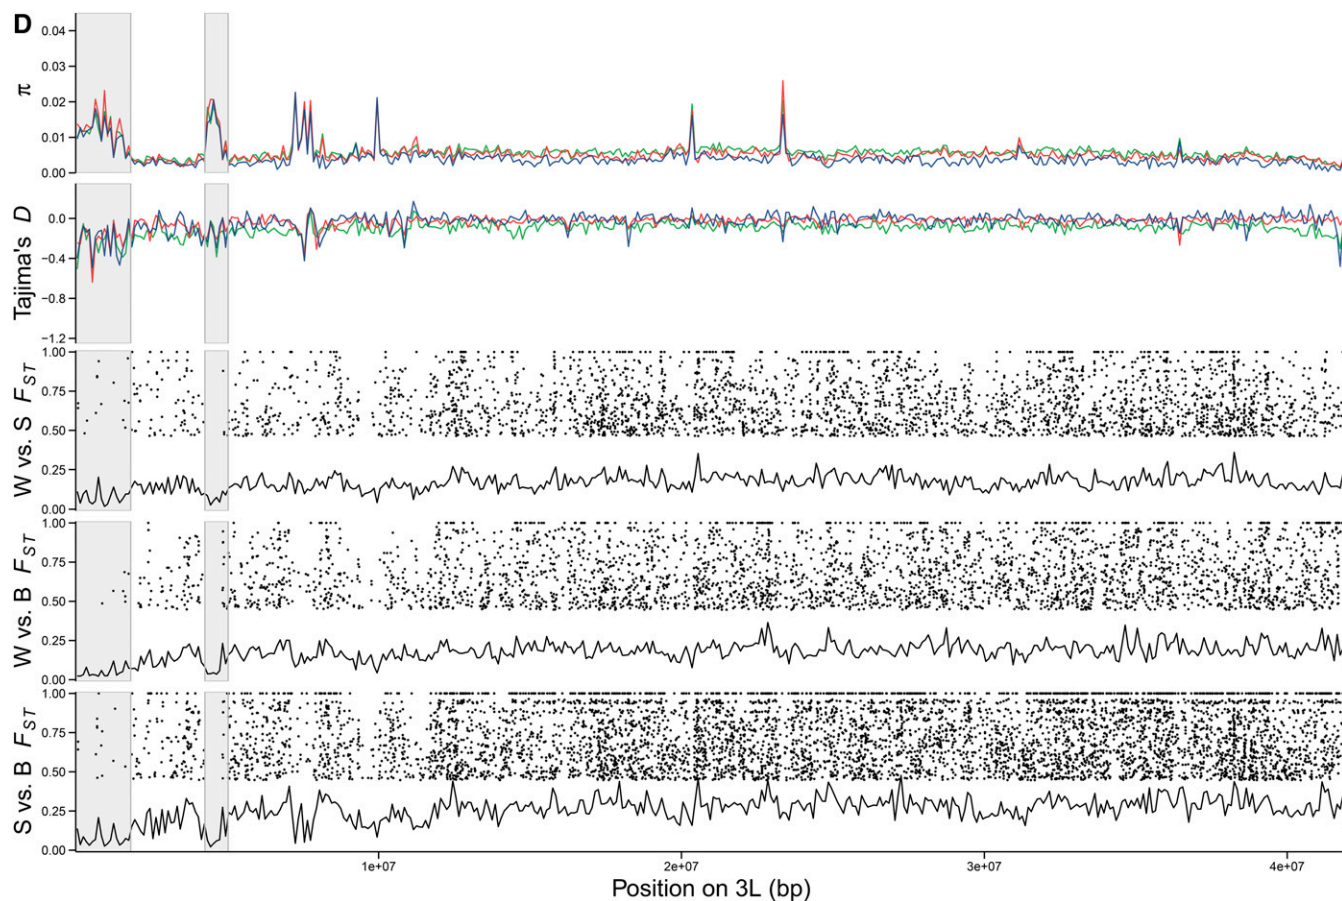 D
π
0.04
0.03
0.02
0.01
0.00
Tajima's D
0.0
−0.4
−0.8
−1.2
W vs. S FST
1.00
0.75
0.50
0.25
0.00
W vs. B FST
1.00
0.75
0.50
0.25
0.00
S vs. B FST
1.00
0.75
0.50
0.25
0.00
1e+07
2e+07
3e+07
4e+07
Position on 3L (bp)